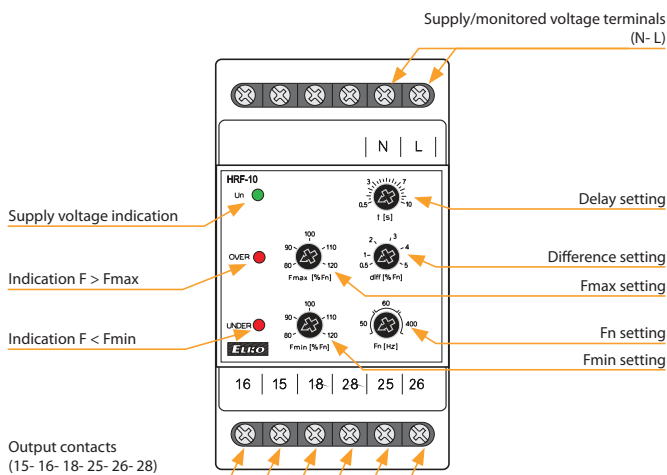 Supply/monitored voltage terminals
(N- L)
N L
HRF-10
Un
3 7
0.5 10
t [s]
Delay setting
Supply voltage indication
100
90 110
80 120
Fmax [%Fn]
2 3
1 4
0.5 5
diff [%Fn]
Difference setting
OVER
Indication F > Fmax
Fmax setting
100
90 110
80 120
Fmin [%Fn]
60
50 400
Fn [Hz]
Fn setting
UNDER
Indication F < Fmin
ELKO
Fmin setting
16 15 18 28 25 26
Output contacts
(15- 16- 18- 25- 26- 28)